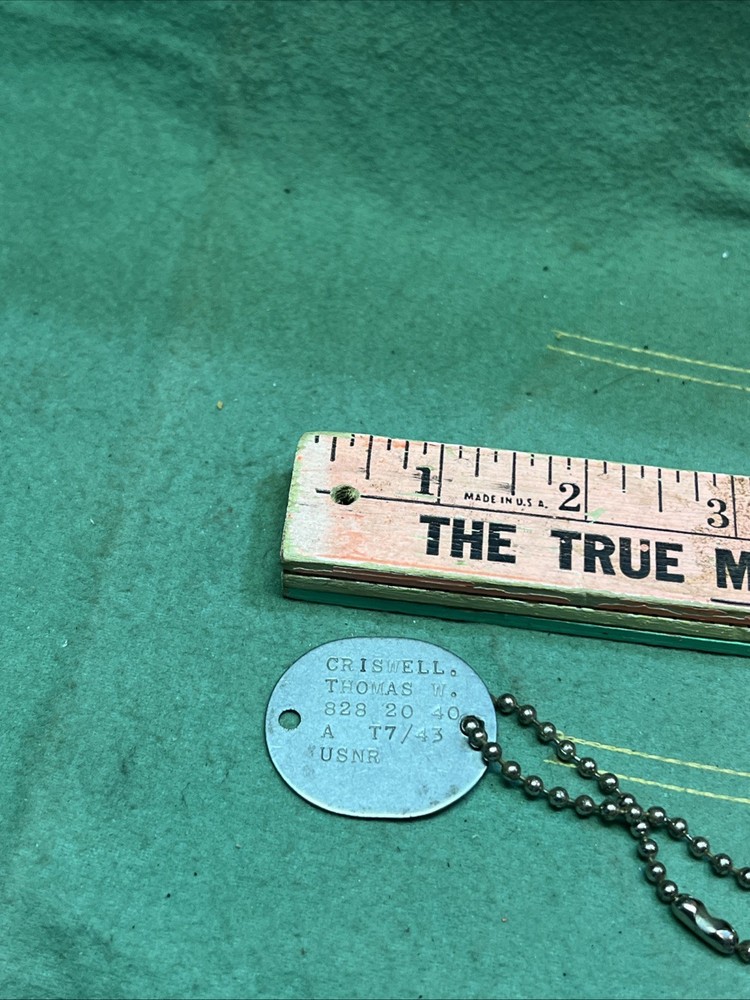 1 2 3
MADE IN U.S.A.
THE TRUE M
CRISWELL.
THOMAS W.
828 20 40
A T7/43
USNR